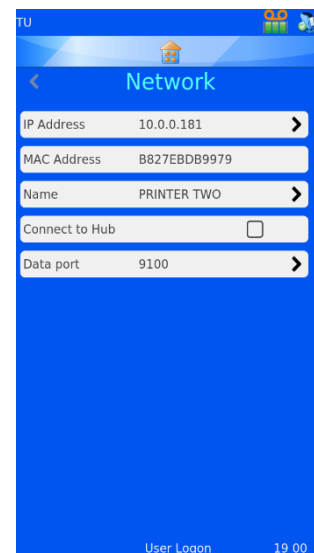 TU
Network
IP Address 10.0.0.181
MAC Address B827EBDB9979
Name PRINTER TWO
Connect to Hub
Data port 9100
User Logon 19 00